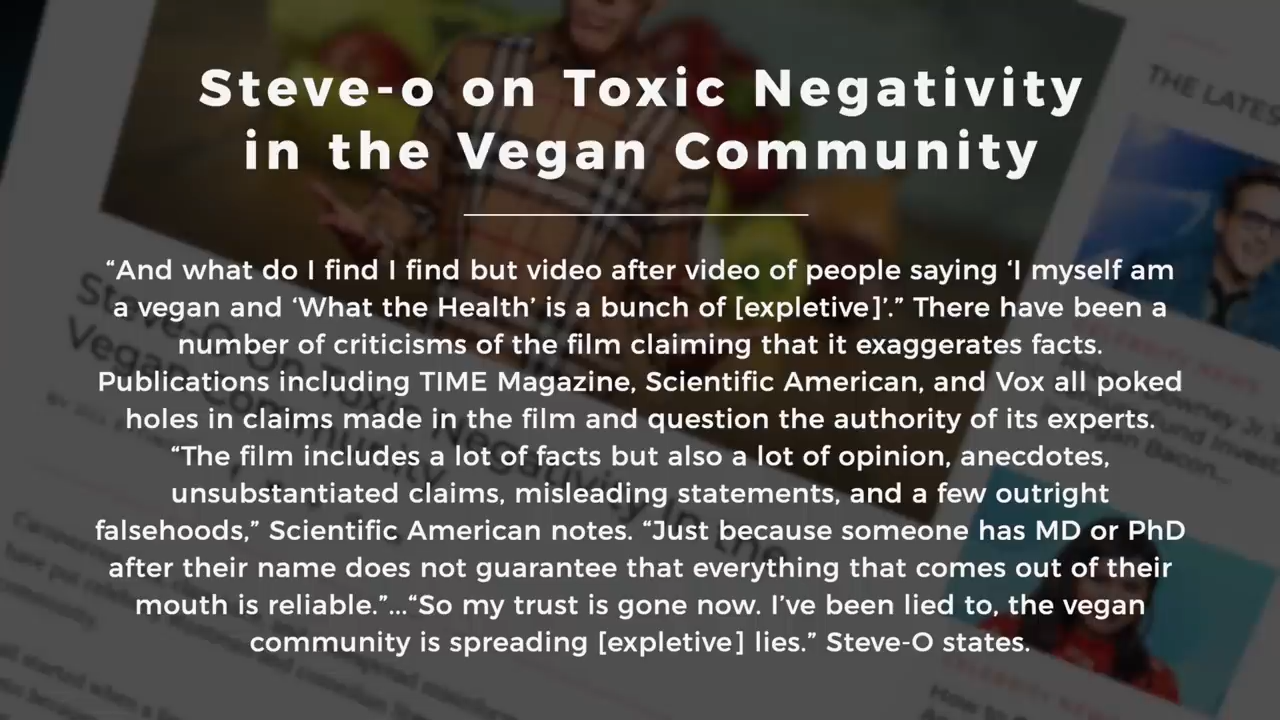 Steve-o on Toxic Negativity
in the Vegan Community
“And what do I find I find but video after video of people saying ‘I myself am
a vegan and ‘What the Health’ is a bunch of [expletive]’.” There have been a
number of criticisms of the film claiming that it exaggerates facts.
Publications including TIME Magazine, Scientific American, and Vox all poked
holes in claims made in the film and question the authority of its experts.
“The film includes a lot of facts but also a lot of opinion, anecdotes,
unsubstantiated claims, misleading statements, and a few outright
falsehoods,” Scientific American notes. “Just because someone has MD or PhD
after their name does not guarantee that everything that comes out of their
mouth is reliable.”...“So my trust is gone now. I’ve been lied to, the vegan
community is spreading [expletive] lies.” Steve-O states.
THE LATES